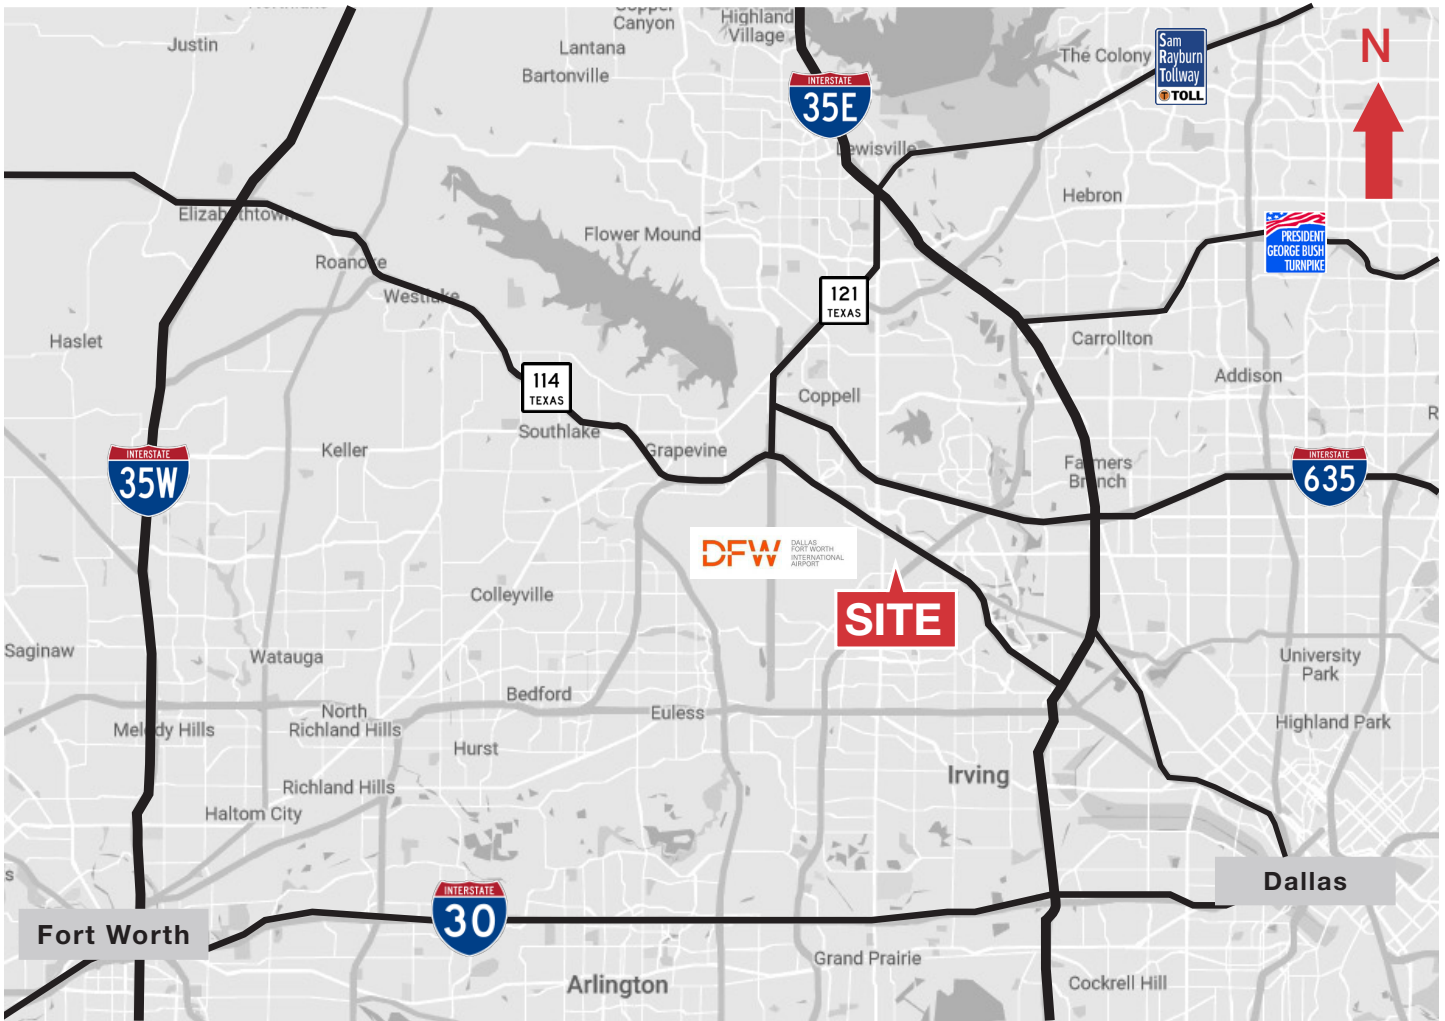 Copper
Canyon
Highland
Village
Justin
Lantana
Bartonville
The Colony
Sam
Rayburn
Tollway
TOLL
N
INTERSTATE
35E
Lewisville
Hebron
Elizabethtown
Flower Mound
PRESIDENT
GEORGE BUSH
TURNPIKE
Roanoke
Westlake
121
TEXAS
Haslet
Carrollton
Addison
114
TEXAS
Coppell
Southlake
Keller
Grapevine
INTERSTATE
35W
Farmers
Branch
INTERSTATE
635
DFW
DALLAS
FORT WORTH
INTERNATIONAL
AIRPORT
Colleyville
SITE
Saginaw
Watauga
University
Park
Bedford
North
Richland Hills
Euless
Melody Hills
Highland Park
Hurst
Irving
Richland Hills
Haltom City
Dallas
INTERSTATE
30
Fort Worth
Grand Prairie
Arlington
Cockrell Hill